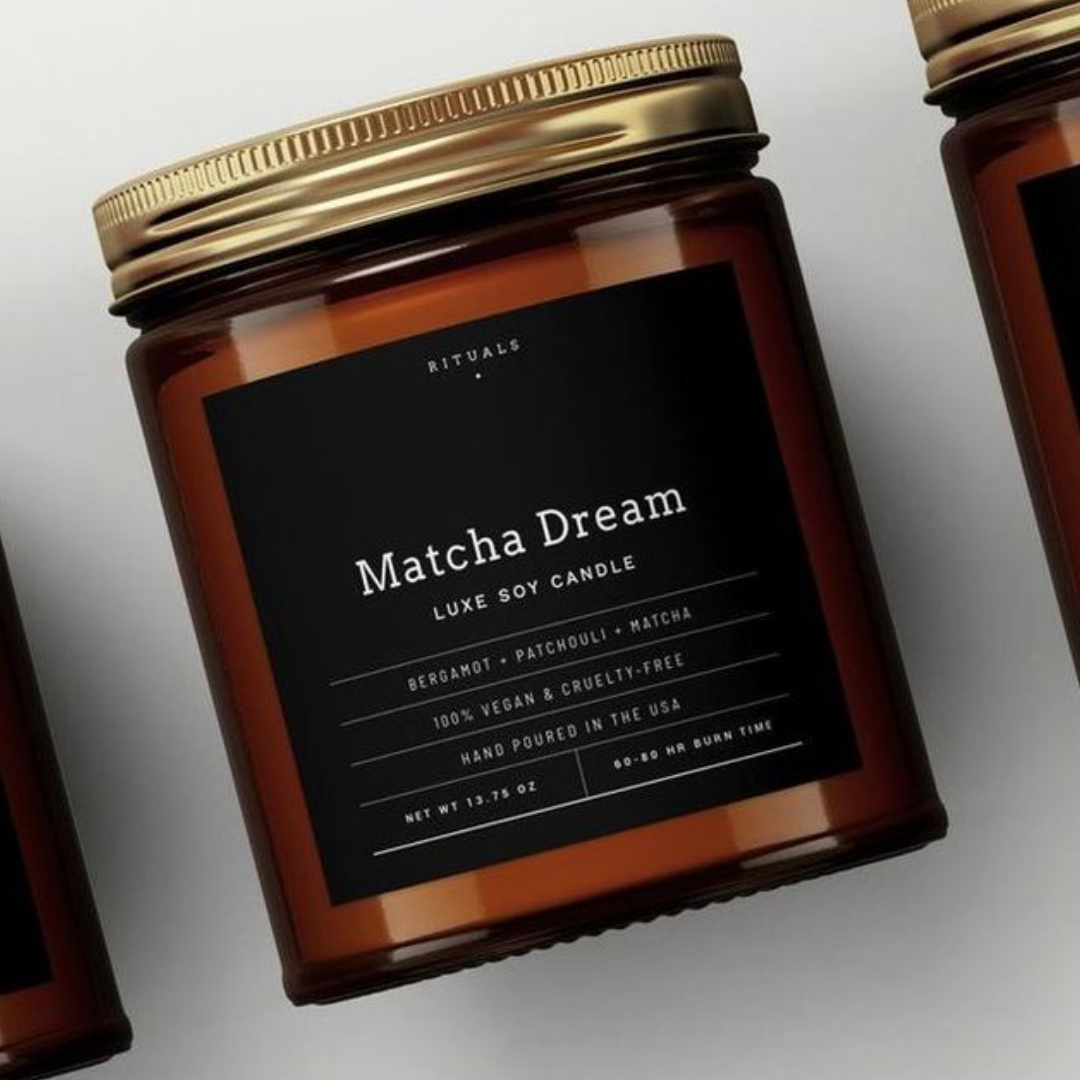 RITUALS
Matcha Dream
LUXE SOY CANDLE
BERGAMOT + PATCHOULI + MATCHA
100% VEGAN & CRUELTY-FREE
HAND POURED IN THE USA
NET WT 13.75 OZ
60-80 HR BURN TIME